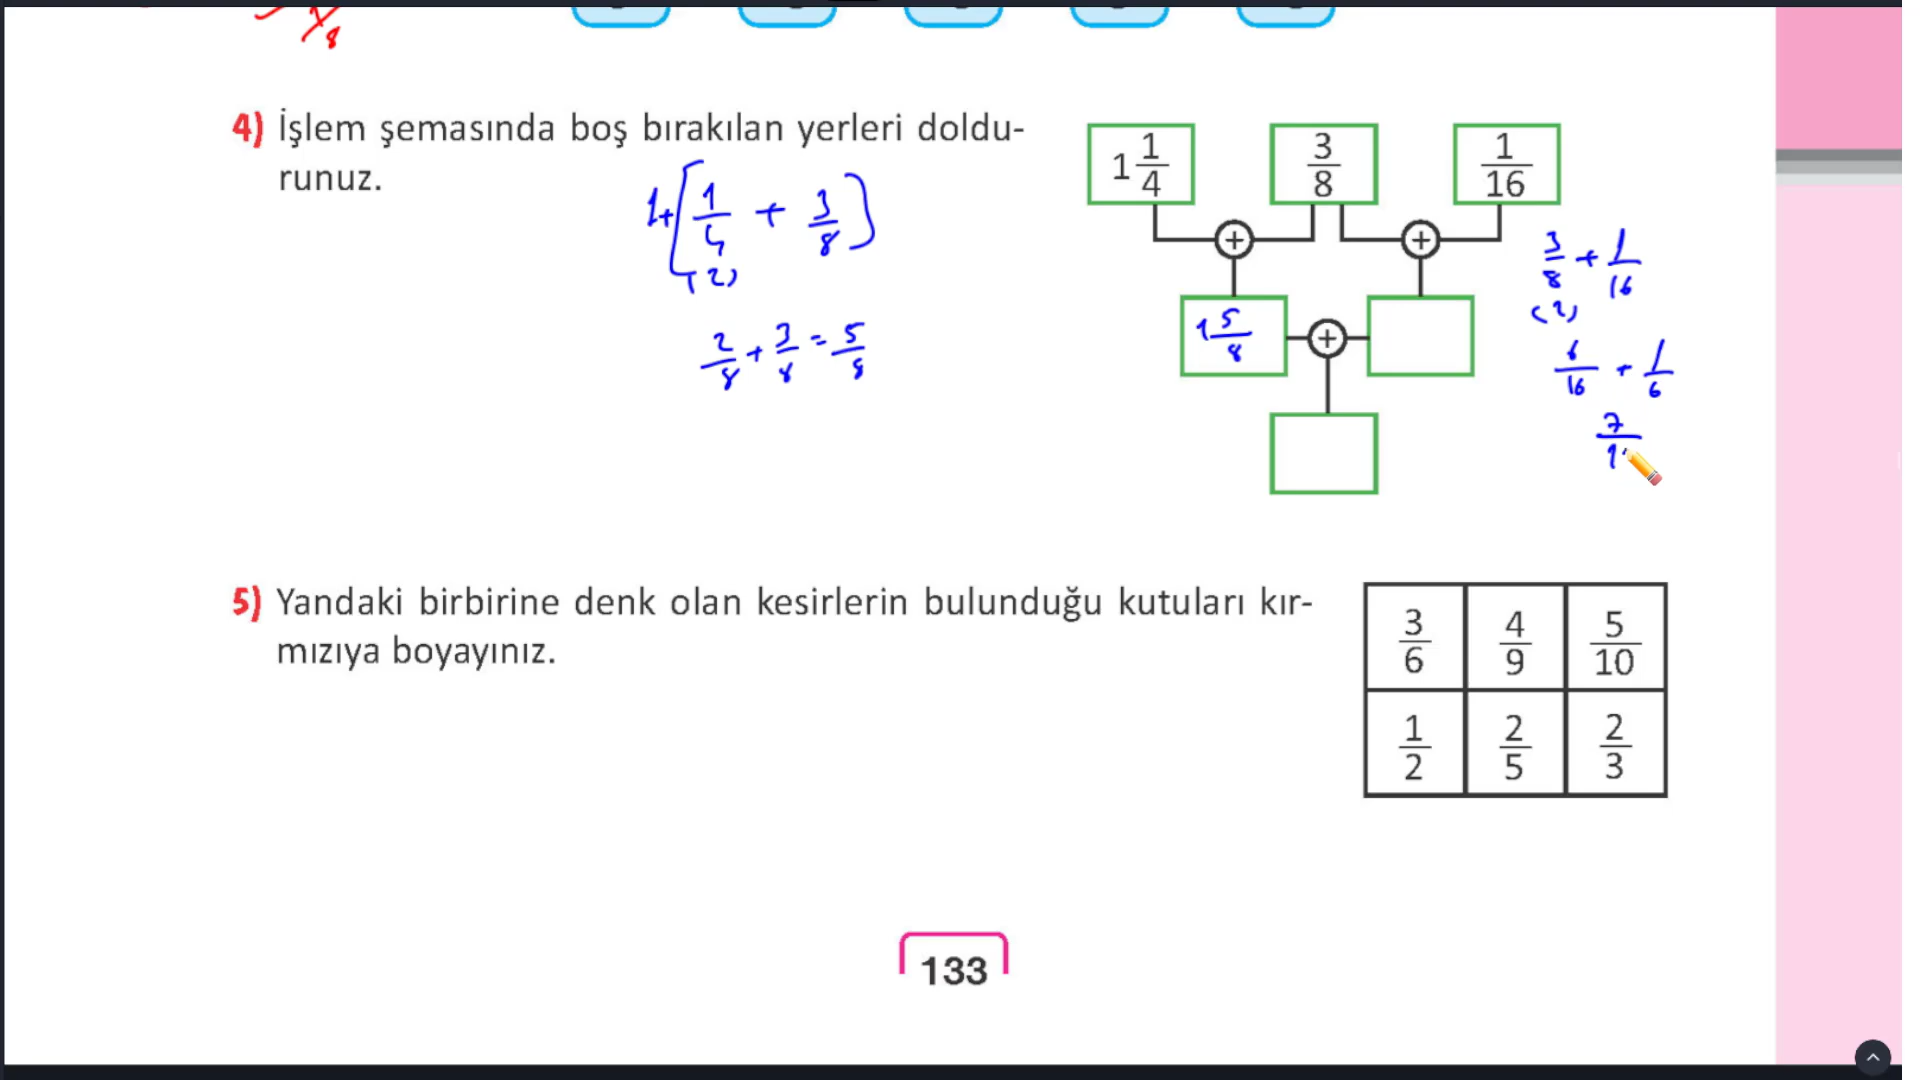 4) İşlem şemasında boş bırakılan yerleri doldu-
runuz.
1 1/4
3/8
1/16
1+[1/4 + 3/8]
(2)
2/8 + 3/8 = 5/8
+
+
1 5/8
+
3/8 + 1/16
(2)
6/16 + 1/6
7/1
5) Yandaki birbirine denk olan kesirlerin bulunduğu kutuları kır-
mızıya boyayınız.
3/6 4/9 5/10
1/2 2/5 2/3
133